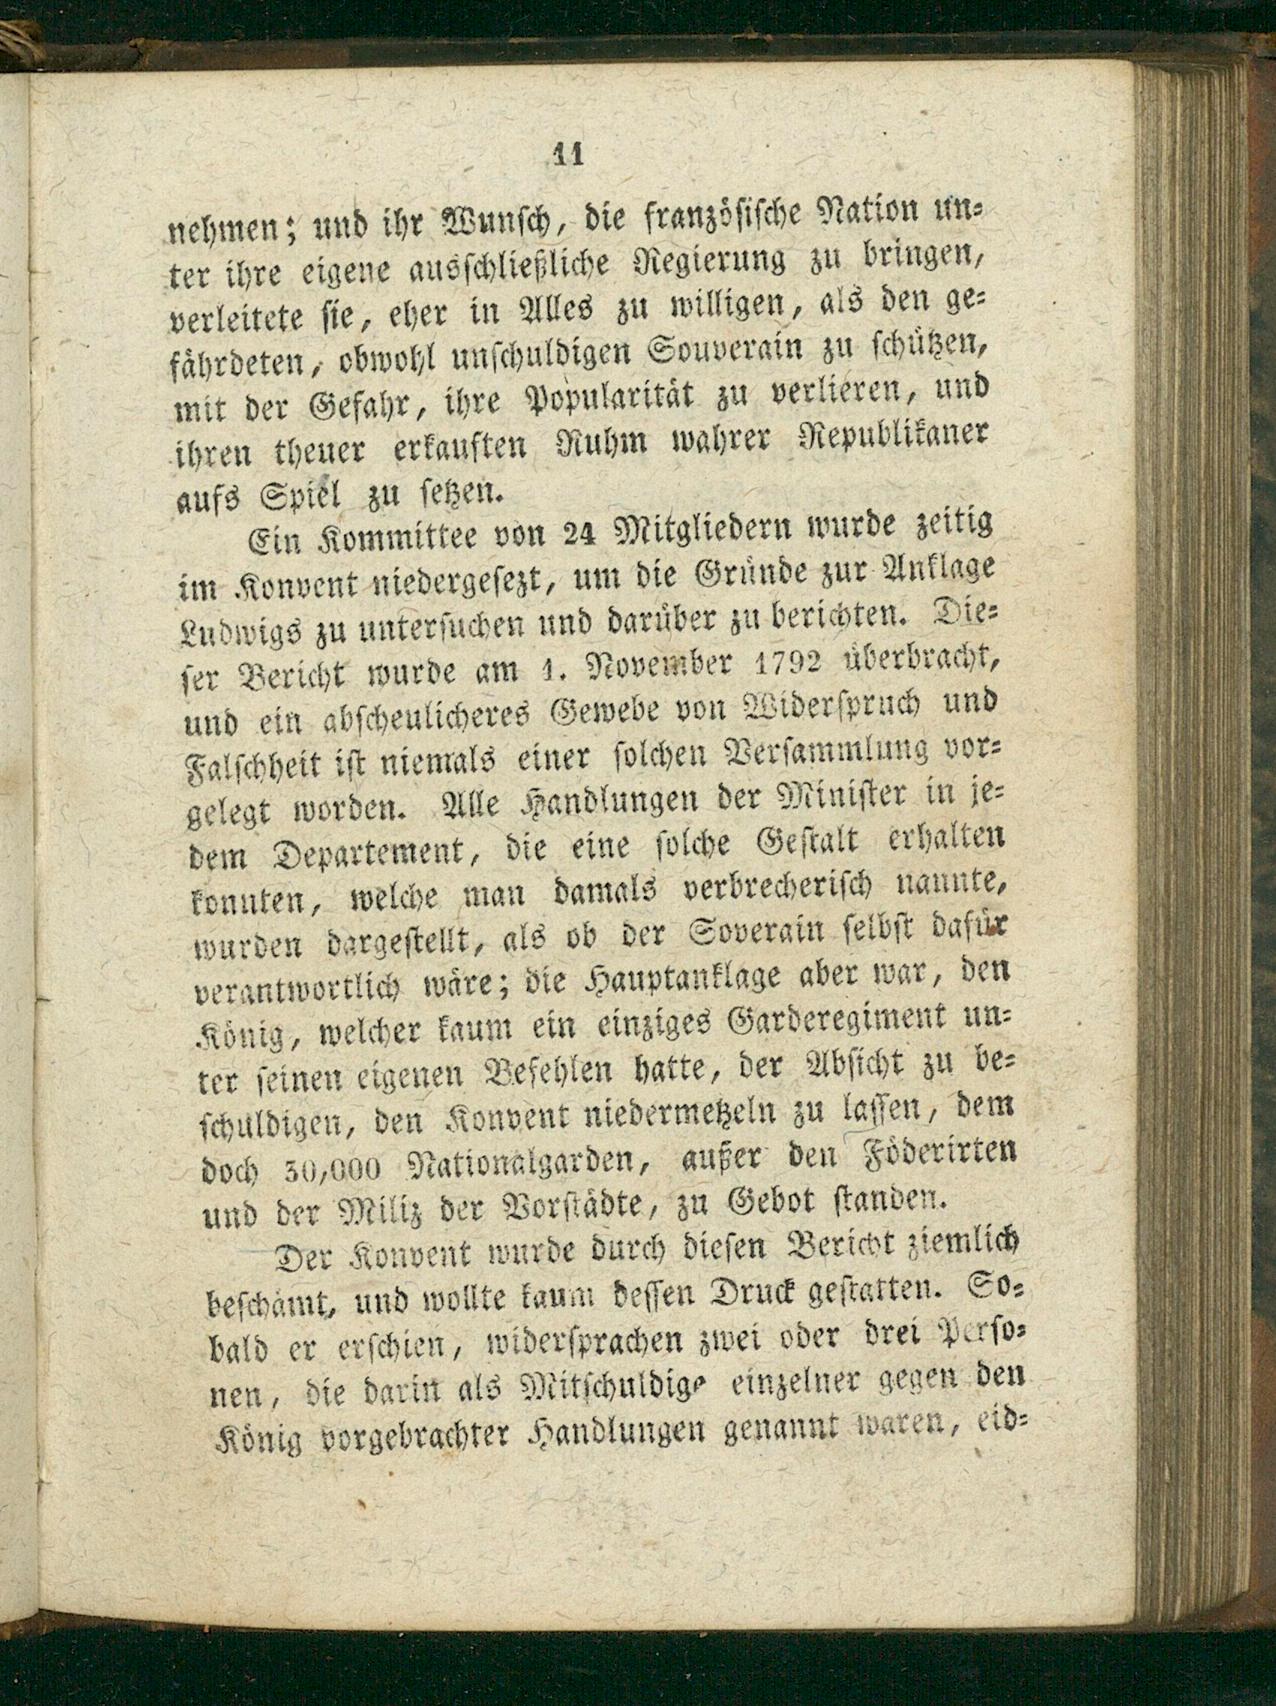 11
nehmen; und ihr Wunsch, die französische Nation un-
ter ihre eigene ausschließliche Regierung zu bringen,
verleitete sie, eher in Alles zu willigen, als den ge-
fährdeten, obwohl unschuldigen Souverain zu schützen,
mit der Gefahr, ihre Popularität zu verlieren, und
ihren theuer erkauften Ruhm wahrer Republikaner
aufs Spiel zu setzen.
Ein Kommittee von 24 Mitgliedern wurde zeitig
im Konvent niedergesezt, um die Gründe zur Anklage
Ludwigs zu untersuchen und darüber zu berichten. Die-
ser Bericht wurde am 1. November 1792 überbracht,
und ein abscheulicheres Gewebe von Widerspruch und
Falschheit ist niemals einer solchen Versammlung vor-
gelegt worden. Alle Handlungen der Minister in je-
dem Departement, die eine solche Gestalt erhalten
konnten, welche man damals verbrecherisch nannte,
wurden dargestellt, als ob der Soverain selbst dafür
verantwortlich wäre; die Hauptanklage aber war, den
König, welcher kaum ein einziges Garderegiment un-
ter seinen eigenen Befehlen hatte, der Absicht zu be-
schuldigen, den Konvent niedermetzeln zu lassen, dem
doch 30,000 Nationalgarden, außer den Föderirten
und der Miliz der Vorstädte, zu Gebot standen.
Der Konvent wurde durch diesen Bericht ziemlich
beschämt, und wollte kaum dessen Druck gestatten. So-
bald er erschien, widersprachen zwei oder drei Perso-
nen, die darin als Mitschuldige einzelner gegen den
König vorgebrachter Handlungen genannt waren, eid-